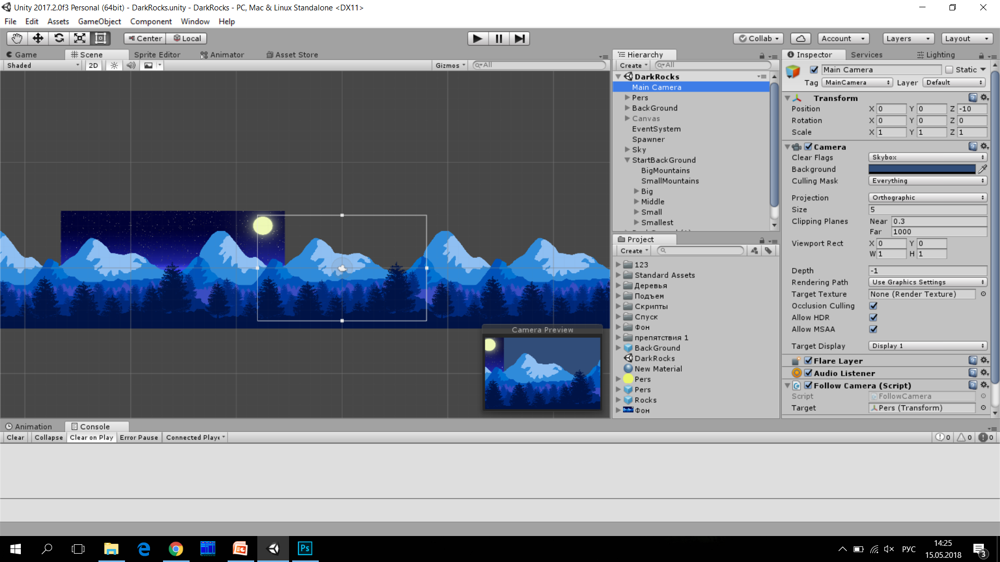 Unity 2017.2.0f3 Personal (64bit) - DarkRocks.unity - DarkRocks - PC, Mac & Linux Standalone <DX11>
File Edit Assets GameObject Component Window Help
Center Local Collab Account Layers Layout
Game Scene Sprite Editor Animator Asset Store
Shaded 2D Gizmos All
Hierarchy
Create All
DarkRocks
Main Camera
Pers
BackGround
Canvas
EventSystem
Spawner
Sky
StartBackGround
BigMountains
SmallMountains
Big
Middle
Small
Smallest
Project
Create
123
Standard Assets
Деревья
Подъем
Скрипты
Спуск
Фон
препятствия 1
BackGround
DarkRocks
New Material
Pers
Pers
Rocks
Фон
Inspector Services Lighting
Main Camera Static
Tag MainCamera Layer Default
Transform
Position X 0 Y 0 Z -10
Rotation X 0 Y 0 Z 0
Scale X 1 Y 1 Z 1
Camera
Clear Flags Skybox
Background
Culling Mask Everything
Projection Orthographic
Size 5
Clipping Planes Near 0.3
Far 1000
Viewport Rect X 0 Y 0
W 1 H 1
Depth -1
Rendering Path Use Graphics Settings
Target Texture None (Render Texture)
Occlusion Culling
Allow HDR
Allow MSAA
Target Display Display 1
Flare Layer
Audio Listener
Follow Camera (Script)
Script FollowCamera
Target Pers (Transform)
Camera Preview
Animation Console
Clear Collapse Clear on Play Error Pause Connected Playe 0 0 0
Ps
РУС
14:25
15.05.2018
3